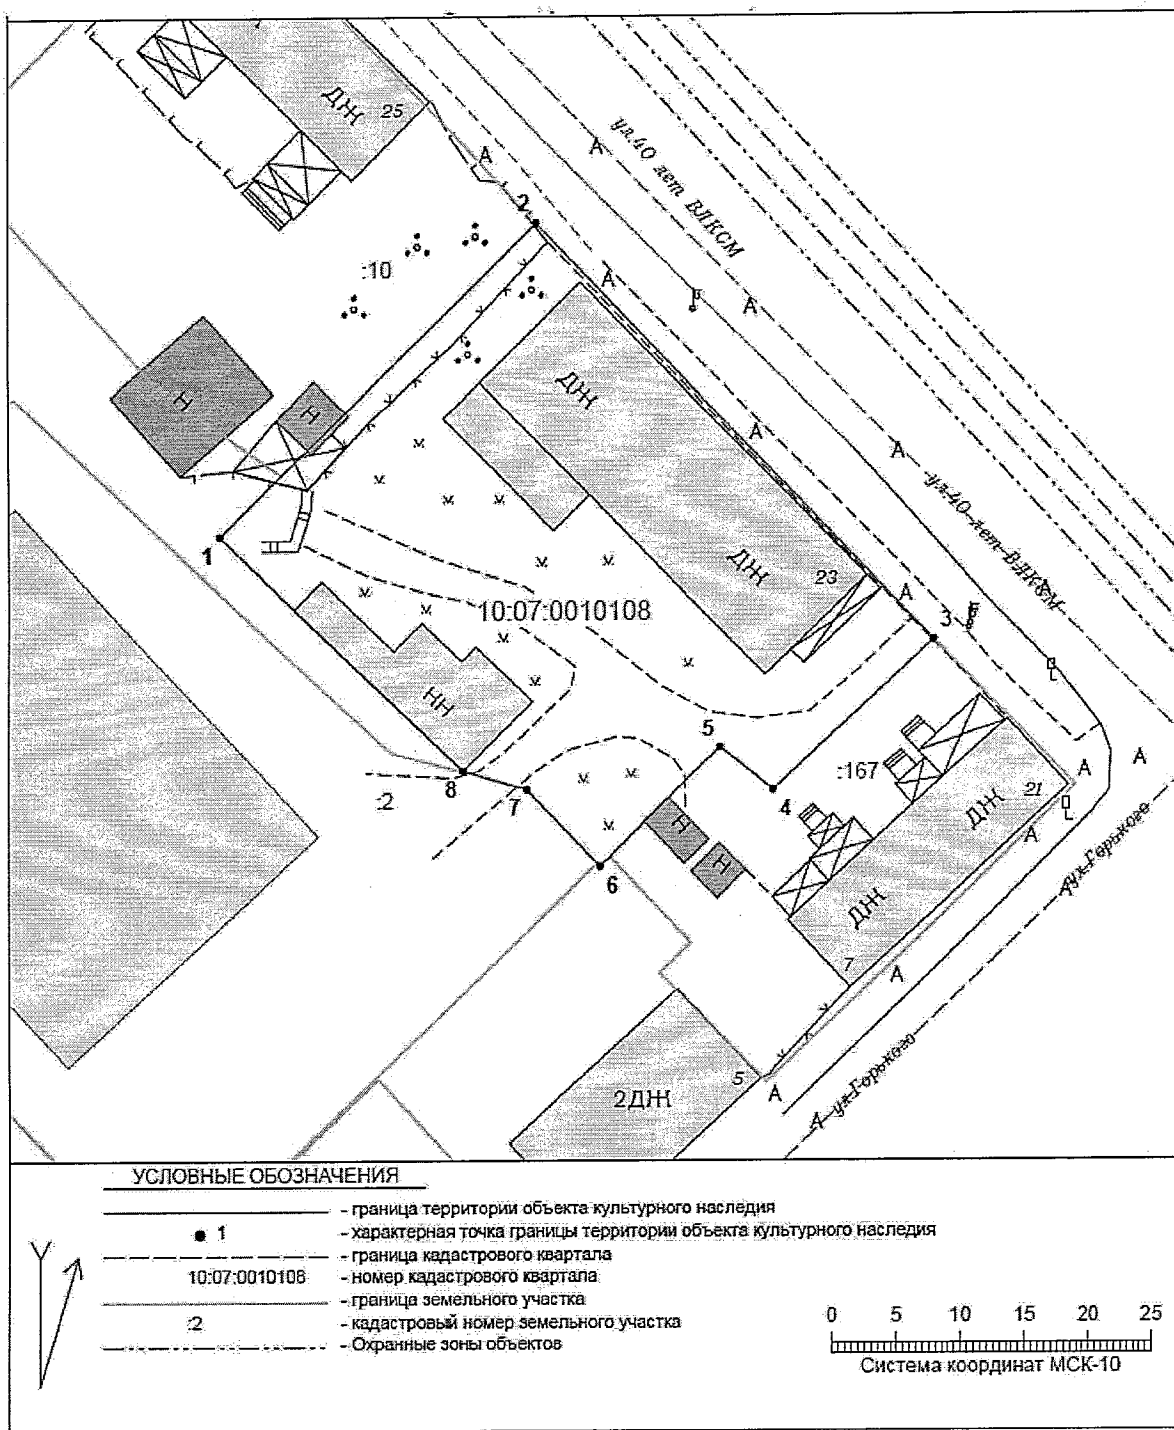 ДЖ 25
А
ул.40 лет ВЛКСМ
А
2
:10
А
А
Н
Н
ДЖ
А
А
ул.40 лет ВЛКСМ
1
ДЖ 23
А
10:07:0010108
3
НН
5
:167
А
А
8
:2
7
4
21
ДЖ
Н
А
ул.Горького
Н
6
ДЖ
7
А
5
2ДЖ
А
А ул.Горького
УСЛОВНЫЕ ОБОЗНАЧЕНИЯ
- граница территории объекта культурного наследия
1 - характерная точка границы территории объекта культурного наследия
- граница кадастрового квартала
10:07:0010108 - номер кадастрового квартала
- граница земельного участка
:2 - кадастровый номер земельного участка
- Охранные зоны объектов
0 5 10 15 20 25
Система координат МСК-10